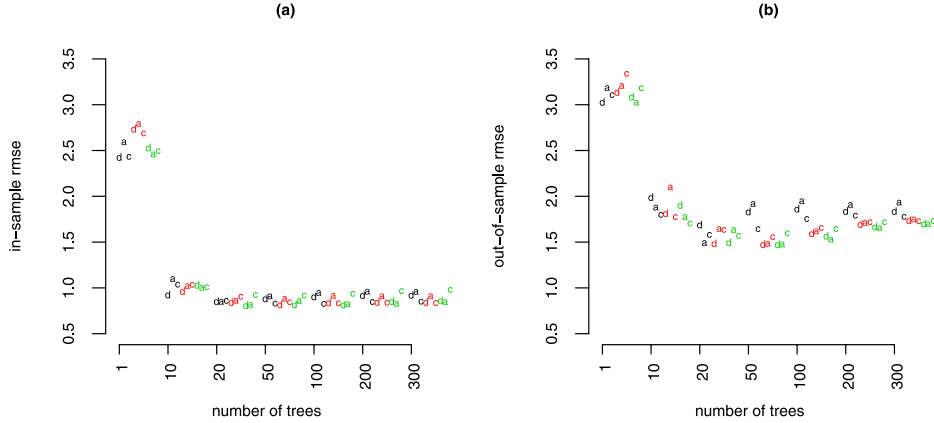 (a)
3.5
3.0
2.5
2.0
1.5
1.0
0.5
in−sample rmse
d a c d a c d a c
d a c d a c d a c
d a c d a c d a c
d a c d a c d a c
d a c d a c d a c
d a c d a c d a c
d a c d a c d a c
1 10 20 50 100 200 300
number of trees
(b)
3.5
3.0
2.5
2.0
1.5
1.0
0.5
out−of−sample rmse
d a c d a c d a c
d a c d a c d a c
d a c d a c d a c
d a c d a c d a c
d a c d a c d a c
d a c d a c d a c
d a c d a c d a c
1 10 20 50 100 200 300
number of trees